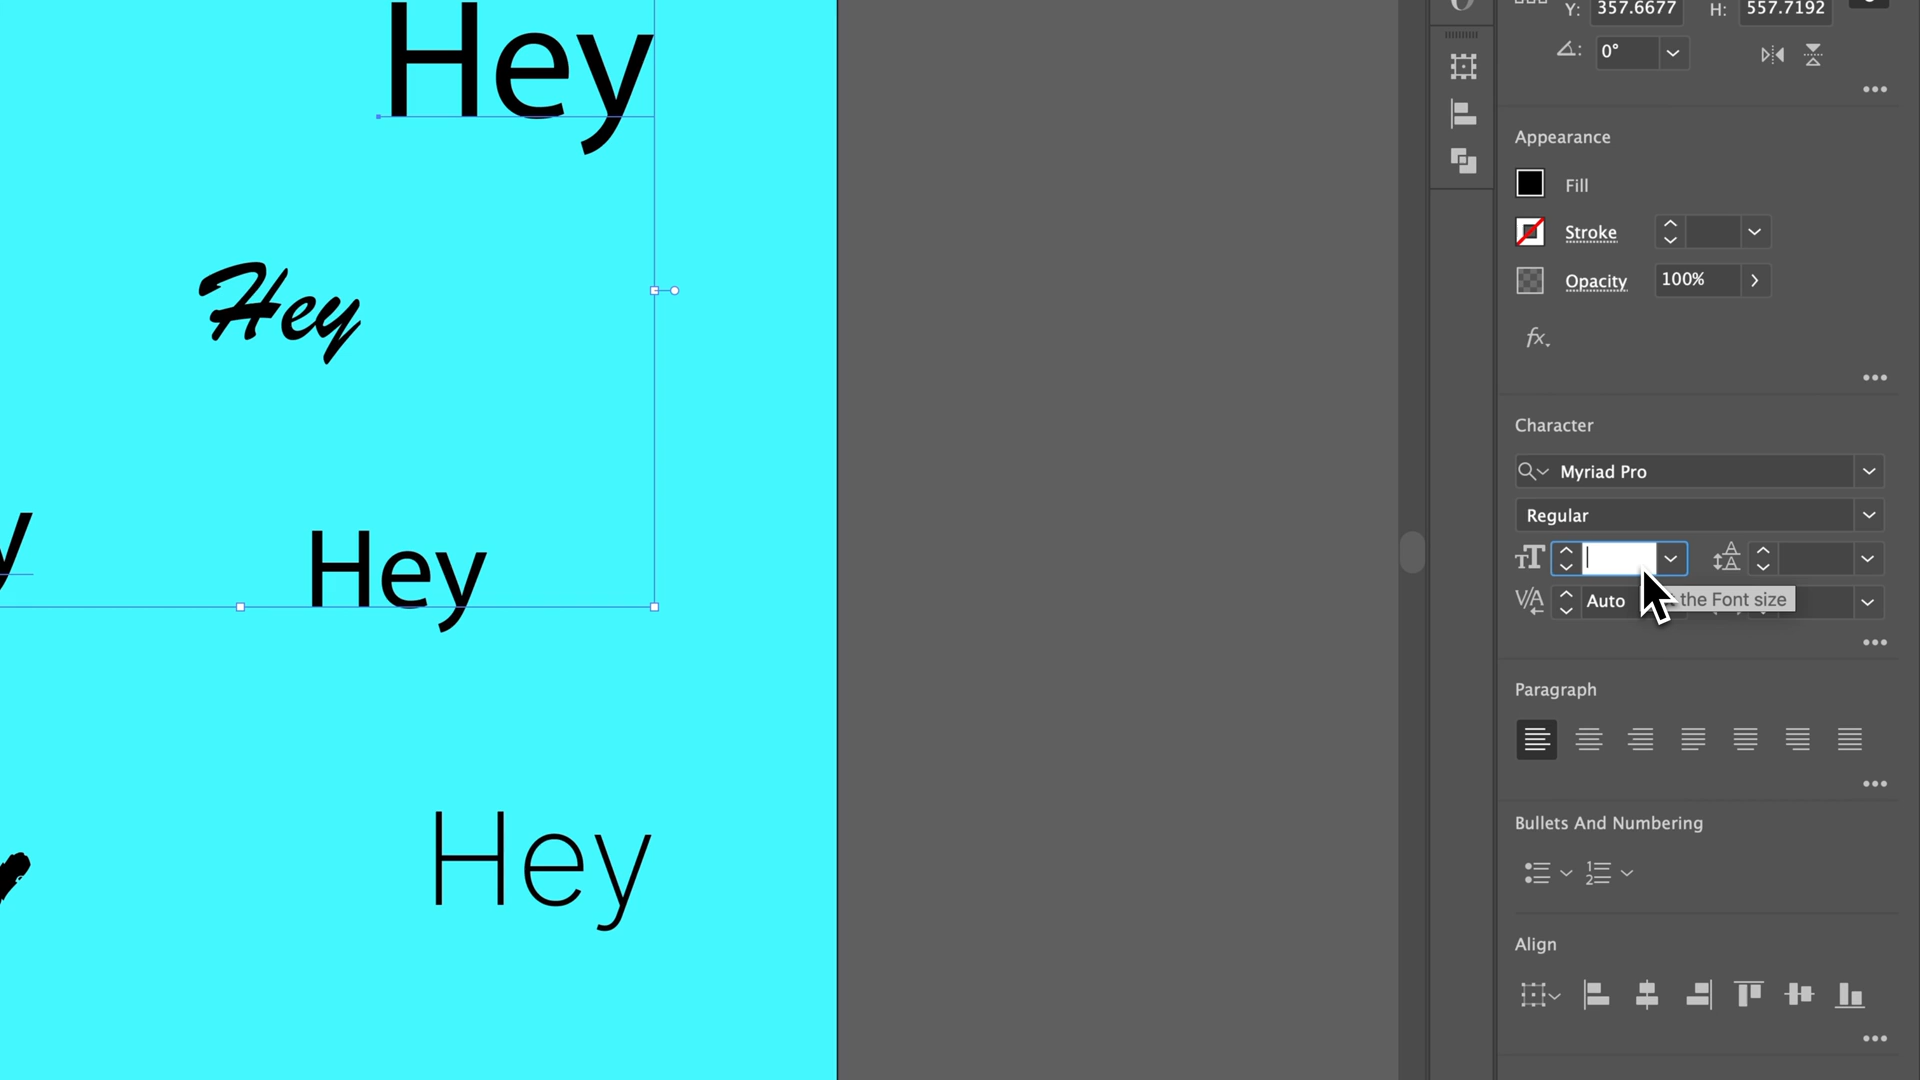 Hey
Hey
y
Hey
Hey
Y: 357.6677 H: 557.7192
0°
Appearance
Fill
Stroke
Opacity 100%
fx
Character
Myriad Pro
Regular
the Font size
Auto
Paragraph
Bullets And Numbering
Align